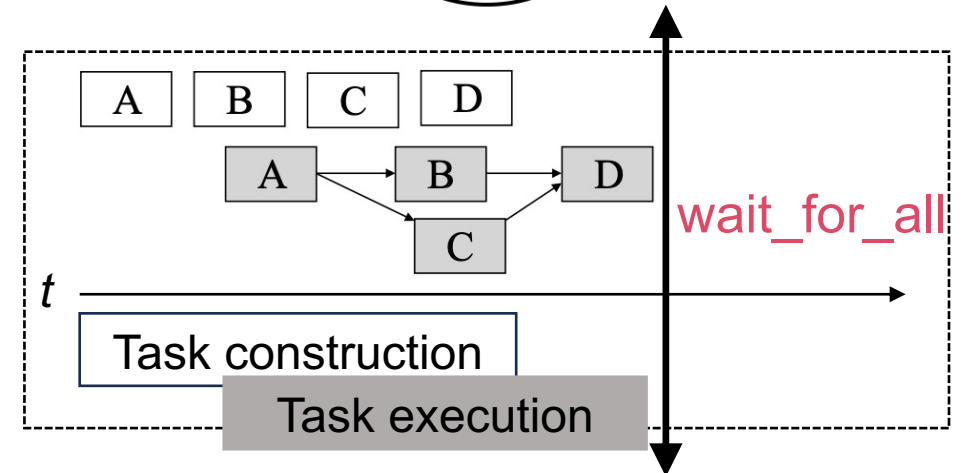 A B C D
A B D
wait_for_all
C
t
Task construction
Task execution